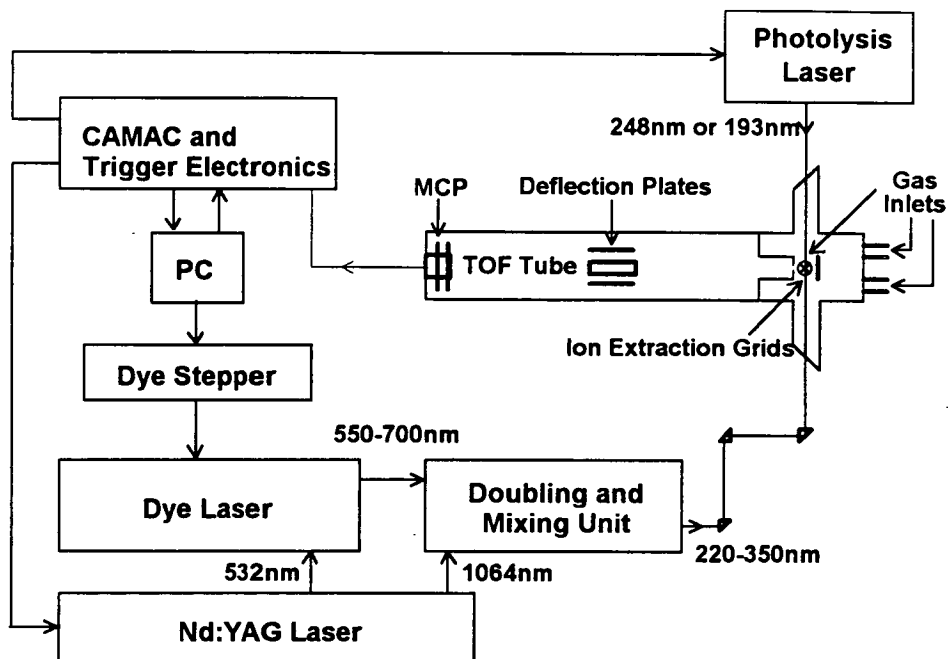 Photolysis
Laser
248nm or 193nm
CAMAC and
Trigger Electronics
MCP
Deflection Plates
Gas
Inlets
PC
TOF Tube
Ion Extraction Grids
Dye Stepper
550-700nm
Dye Laser
Doubling and
Mixing Unit
220-350nm
532nm
1064nm
Nd:YAG Laser